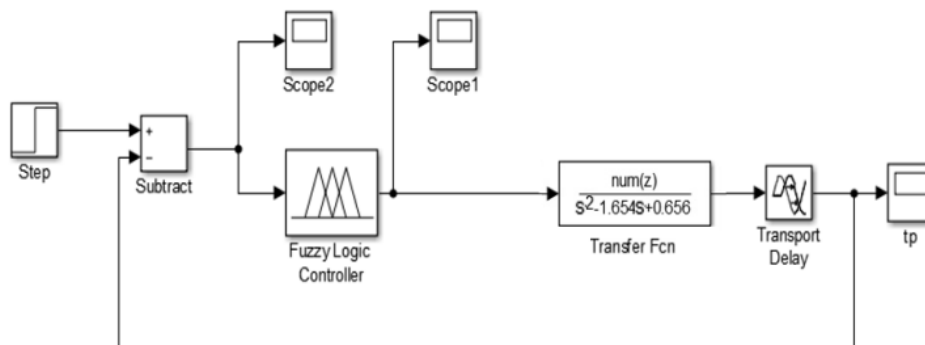 Scope2
Scope1
Step
+
−
Subtract
Fuzzy Logic
Controller
num(z)
s²-1.654s+0.656
Transfer Fcn
Transport
Delay
tp